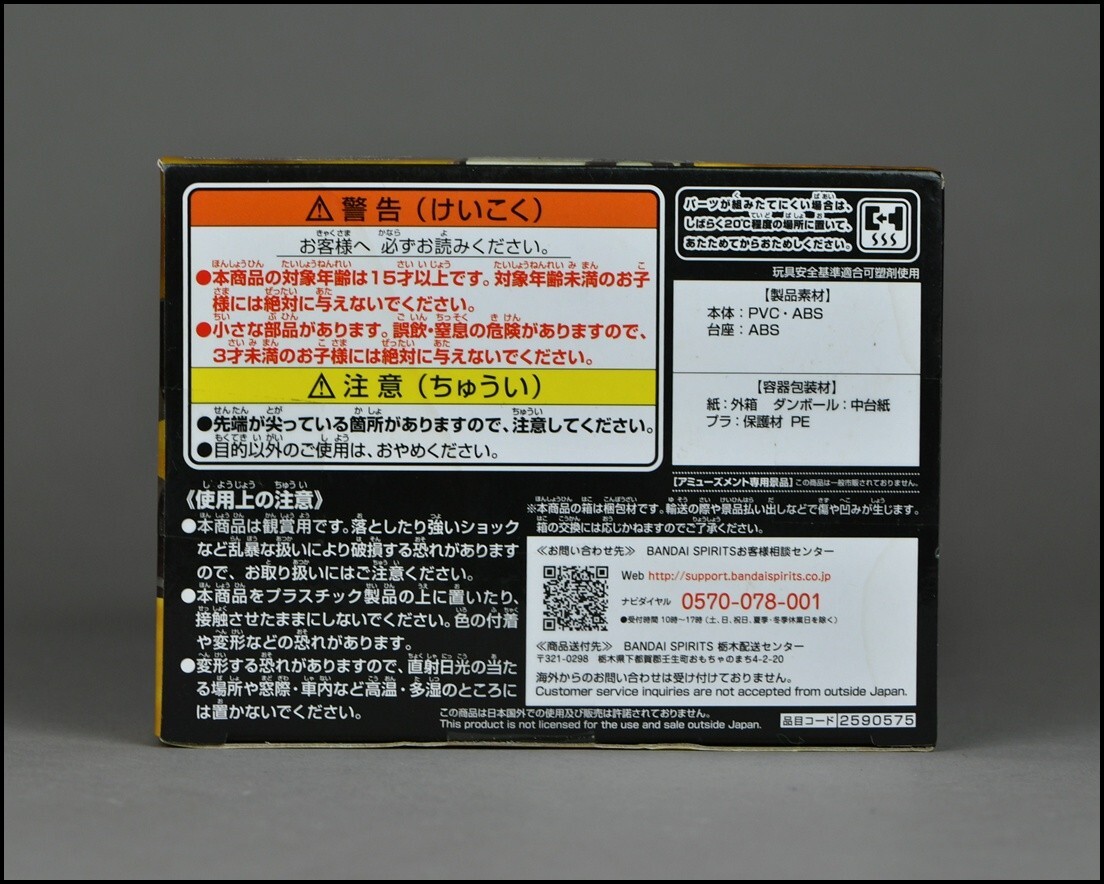 ⚠警告（けいこく）
お客様へ 必ずお読みください。
●本商品の対象年齢は15才以上です。対象年齢未満のお子
様には絶対に与えないでください。
●小さな部品があります。誤飲・窒息の危険がありますので、
3才未満のお子様には絶対に与えないでください。
⚠注意（ちゅうい）
●先端が尖っている箇所がありますので、注意してください。
●目的以外のご使用は、おやめください。
《使用上の注意》
●本商品は観賞用です。落としたり強いショック
など乱暴な扱いにより破損する恐れがあります
ので、お取り扱いにはご注意ください。
●本商品をプラスチック製品の上に置いたり、
接触させたままにしないでください。色の付着
や変形などの恐れがあります。
●変形する恐れがありますので、直射日光の当た
る場所や窓際・車内など高温・多湿のところに
は置かないでください。
パーツが組みたてにくい場合は、
しばらく20℃程度の場所に置いて、
あたためてからおためしください。
玩具安全基準適合可塑剤使用
【製品素材】
本体：PVC・ABS
台座：ABS
【容器包装材】
紙：外箱 ダンボール：中台紙
プラ：保護材 PE
【アミューズメント専用景品】この商品は一般市販されておりません。
※本商品の箱は梱包材です。輸送の際や景品払い出しなどで傷や凹みが生じます。
箱の交換には応じかねますのでご了承ください。
≪お問い合わせ先≫ BANDAI SPIRITSお客様相談センター
Web http://support.bandaispirits.co.jp
ナビダイヤル 0570-078-001
●受付時間 10時～17時（土、日、祝日、夏季・冬季休業日を除く）
≪商品送付先≫ BANDAI SPIRITS 栃木配送センター
〒321-0298 栃木県下都賀郡壬生町おもちゃのまち4-2-20
海外からのお問い合わせは受け付けておりません。
Customer service inquiries are not accepted from outside Japan.
この商品は日本国外での使用及び販売は許諾されておりません。
This product is not licensed for the use and sale outside Japan.
品目コード 2590575